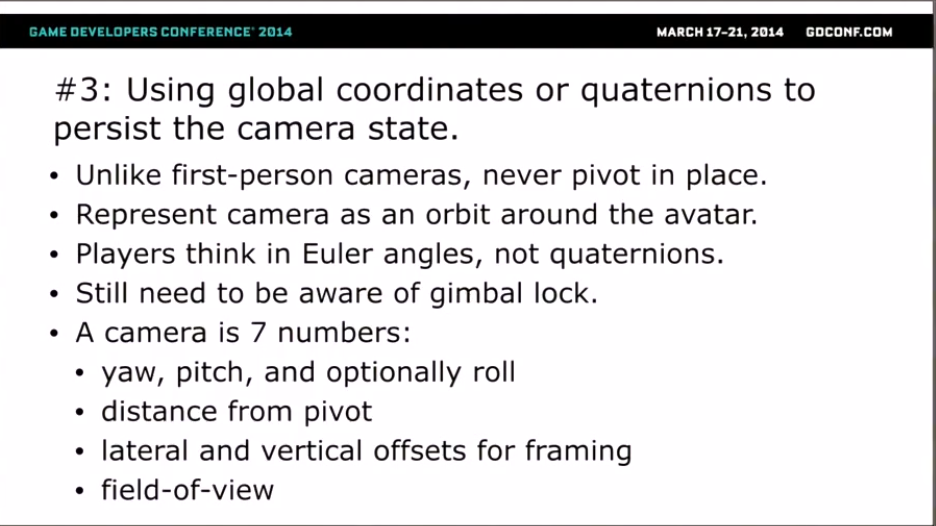 GAME DEVELOPERS CONFERENCE® 2014
MARCH 17–21, 2014 GDCONF.COM
#3: Using global coordinates or quaternions to
persist the camera state.
• Unlike first-person cameras, never pivot in place.
• Represent camera as an orbit around the avatar.
• Players think in Euler angles, not quaternions.
• Still need to be aware of gimbal lock.
• A camera is 7 numbers:
• yaw, pitch, and optionally roll
• distance from pivot
• lateral and vertical offsets for framing
• field-of-view